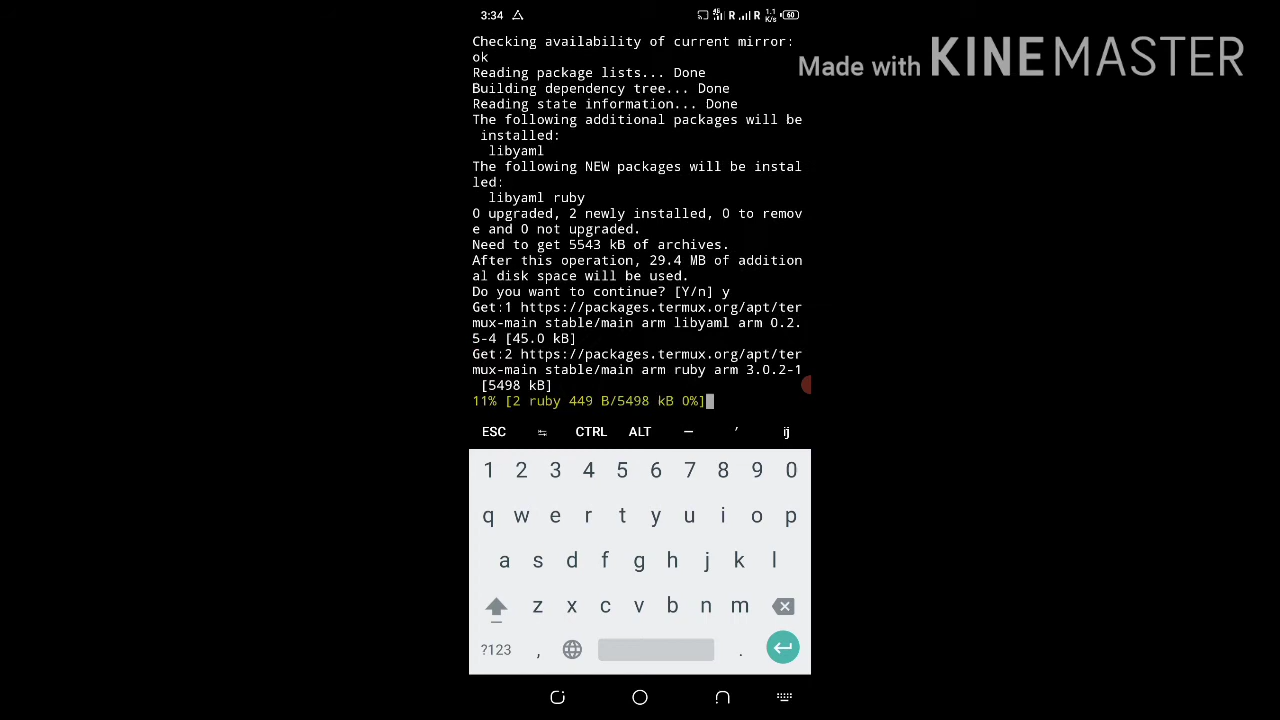 3:34
4G R R 1.1 K/s 60
Made with KINEMASTER
Checking availability of current mirror:
ok
Reading package lists... Done
Building dependency tree... Done
Reading state information... Done
The following additional packages will be
installed:
libyaml
The following NEW packages will be instal
led:
libyaml ruby
0 upgraded, 2 newly installed, 0 to remov
e and 0 not upgraded.
Need to get 5543 kB of archives.
After this operation, 29.4 MB of addition
al disk space will be used.
Do you want to continue? [Y/n] y
Get:1 https://packages.termux.org/apt/ter
mux-main stable/main arm libyaml arm 0.2.
5-4 [45.0 kB]
Get:2 https://packages.termux.org/apt/ter
mux-main stable/main arm ruby arm 3.0.2-1
[5498 kB]
11% [2 ruby 449 B/5498 kB 0%]
ESC CTRL ALT — ′ ij
1 2 3 4 5 6 7 8 9 0
q w e r t y u i o p
a s d f g h j k l
z x c v b n m
?123 , .